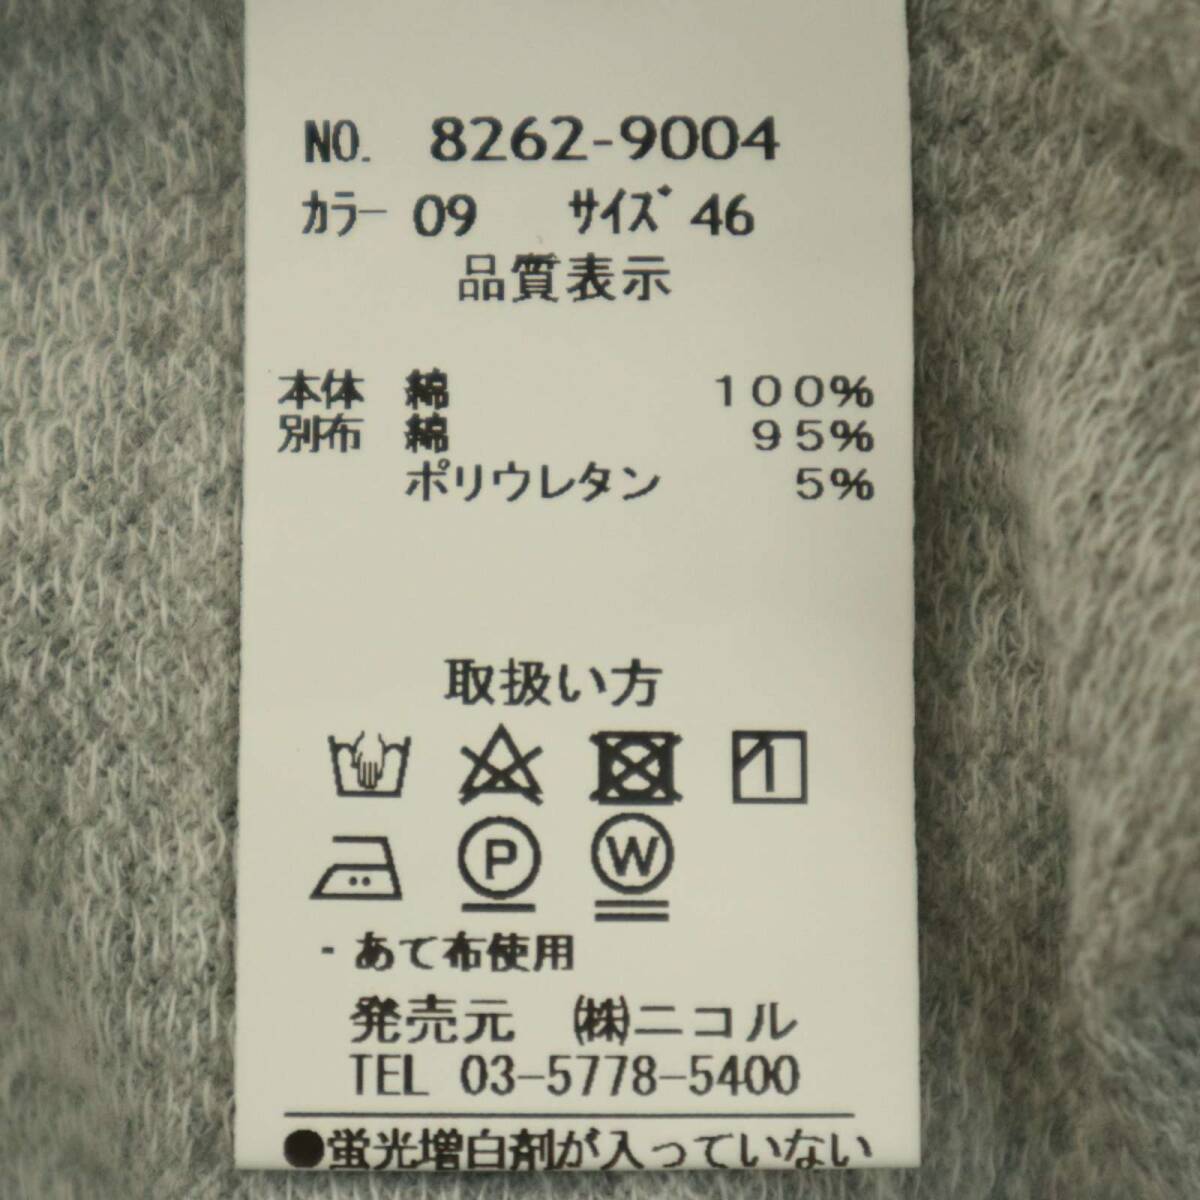 NO. 8262-9004
カラー 09 サイズ 46
品質表示
本体 綿 100%
別布 綿 95%
ポリウレタン 5%
取扱い方
P W
- あて布使用
発売元 ㈱ニコル
TEL 03-5778-5400
●蛍光増白剤が入っていない